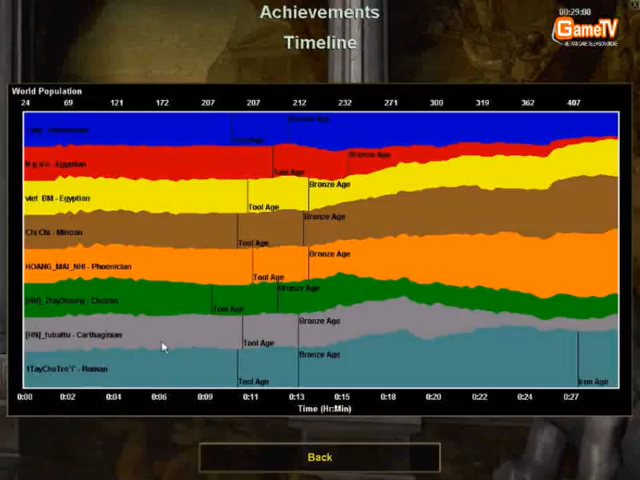 Achievements
00:29:00
GameTV
Timeline
World Population
24 69 121 172 207 207 212 232 271 300 319 362 407
Bronze Age
Tool Age
Egyptian
Bronze Age
Tool Age
viet_BM - Egyptian
Bronze Age
Tool Age
Chi Chi - Minoan
Bronze Age
Tool Age
HOANG_MAI_NHI - Phoenician
Bronze Age
Tool Age
Bronze Age
Tool Age
[HN]_tubattu - Carthaginian
Bronze Age
Tool Age
Roman
Bronze Age
Tool Age
Iron Age
0:00 0:02 0:04 0:06 0:09 0:11 0:13 0:15 0:18 0:20 0:22 0:24 0:27
Time (Hr:Min)
Back